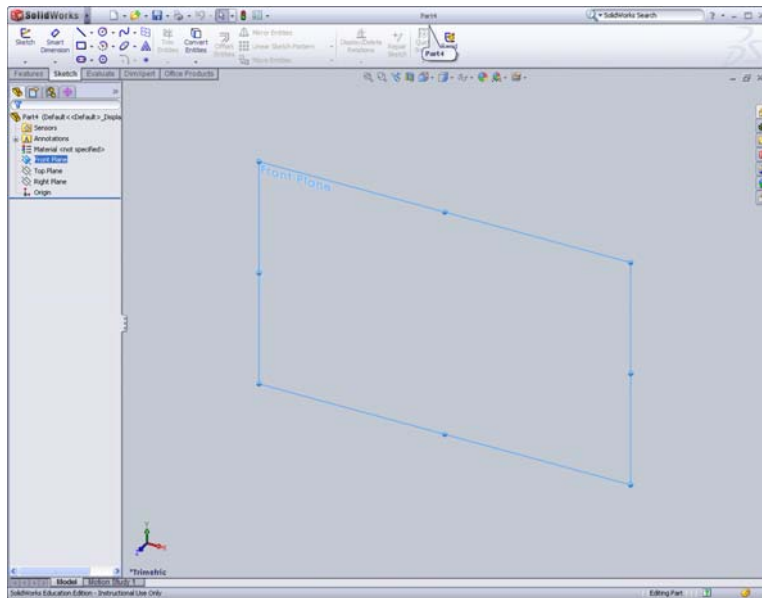 SolidWorks
Part4
SolidWorks Search
Sketch
Smart Dimension
Trim Entities
Convert Entities
Offset Entities
Mirror Entities
Linear Sketch Pattern
Move Entities
Display/Delete Relations
Repair Sketch
Part4
Features Sketch Evaluate DimXpert Office Products
Part4 (Default<<Default>_Displa
Sensors
Annotations
Material <not specified>
Front Plane
Top Plane
Right Plane
Origin
Front Plane
*Trimetric
Model Motion Study 1
SolidWorks Education Edition - Instructional Use Only
Editing Part